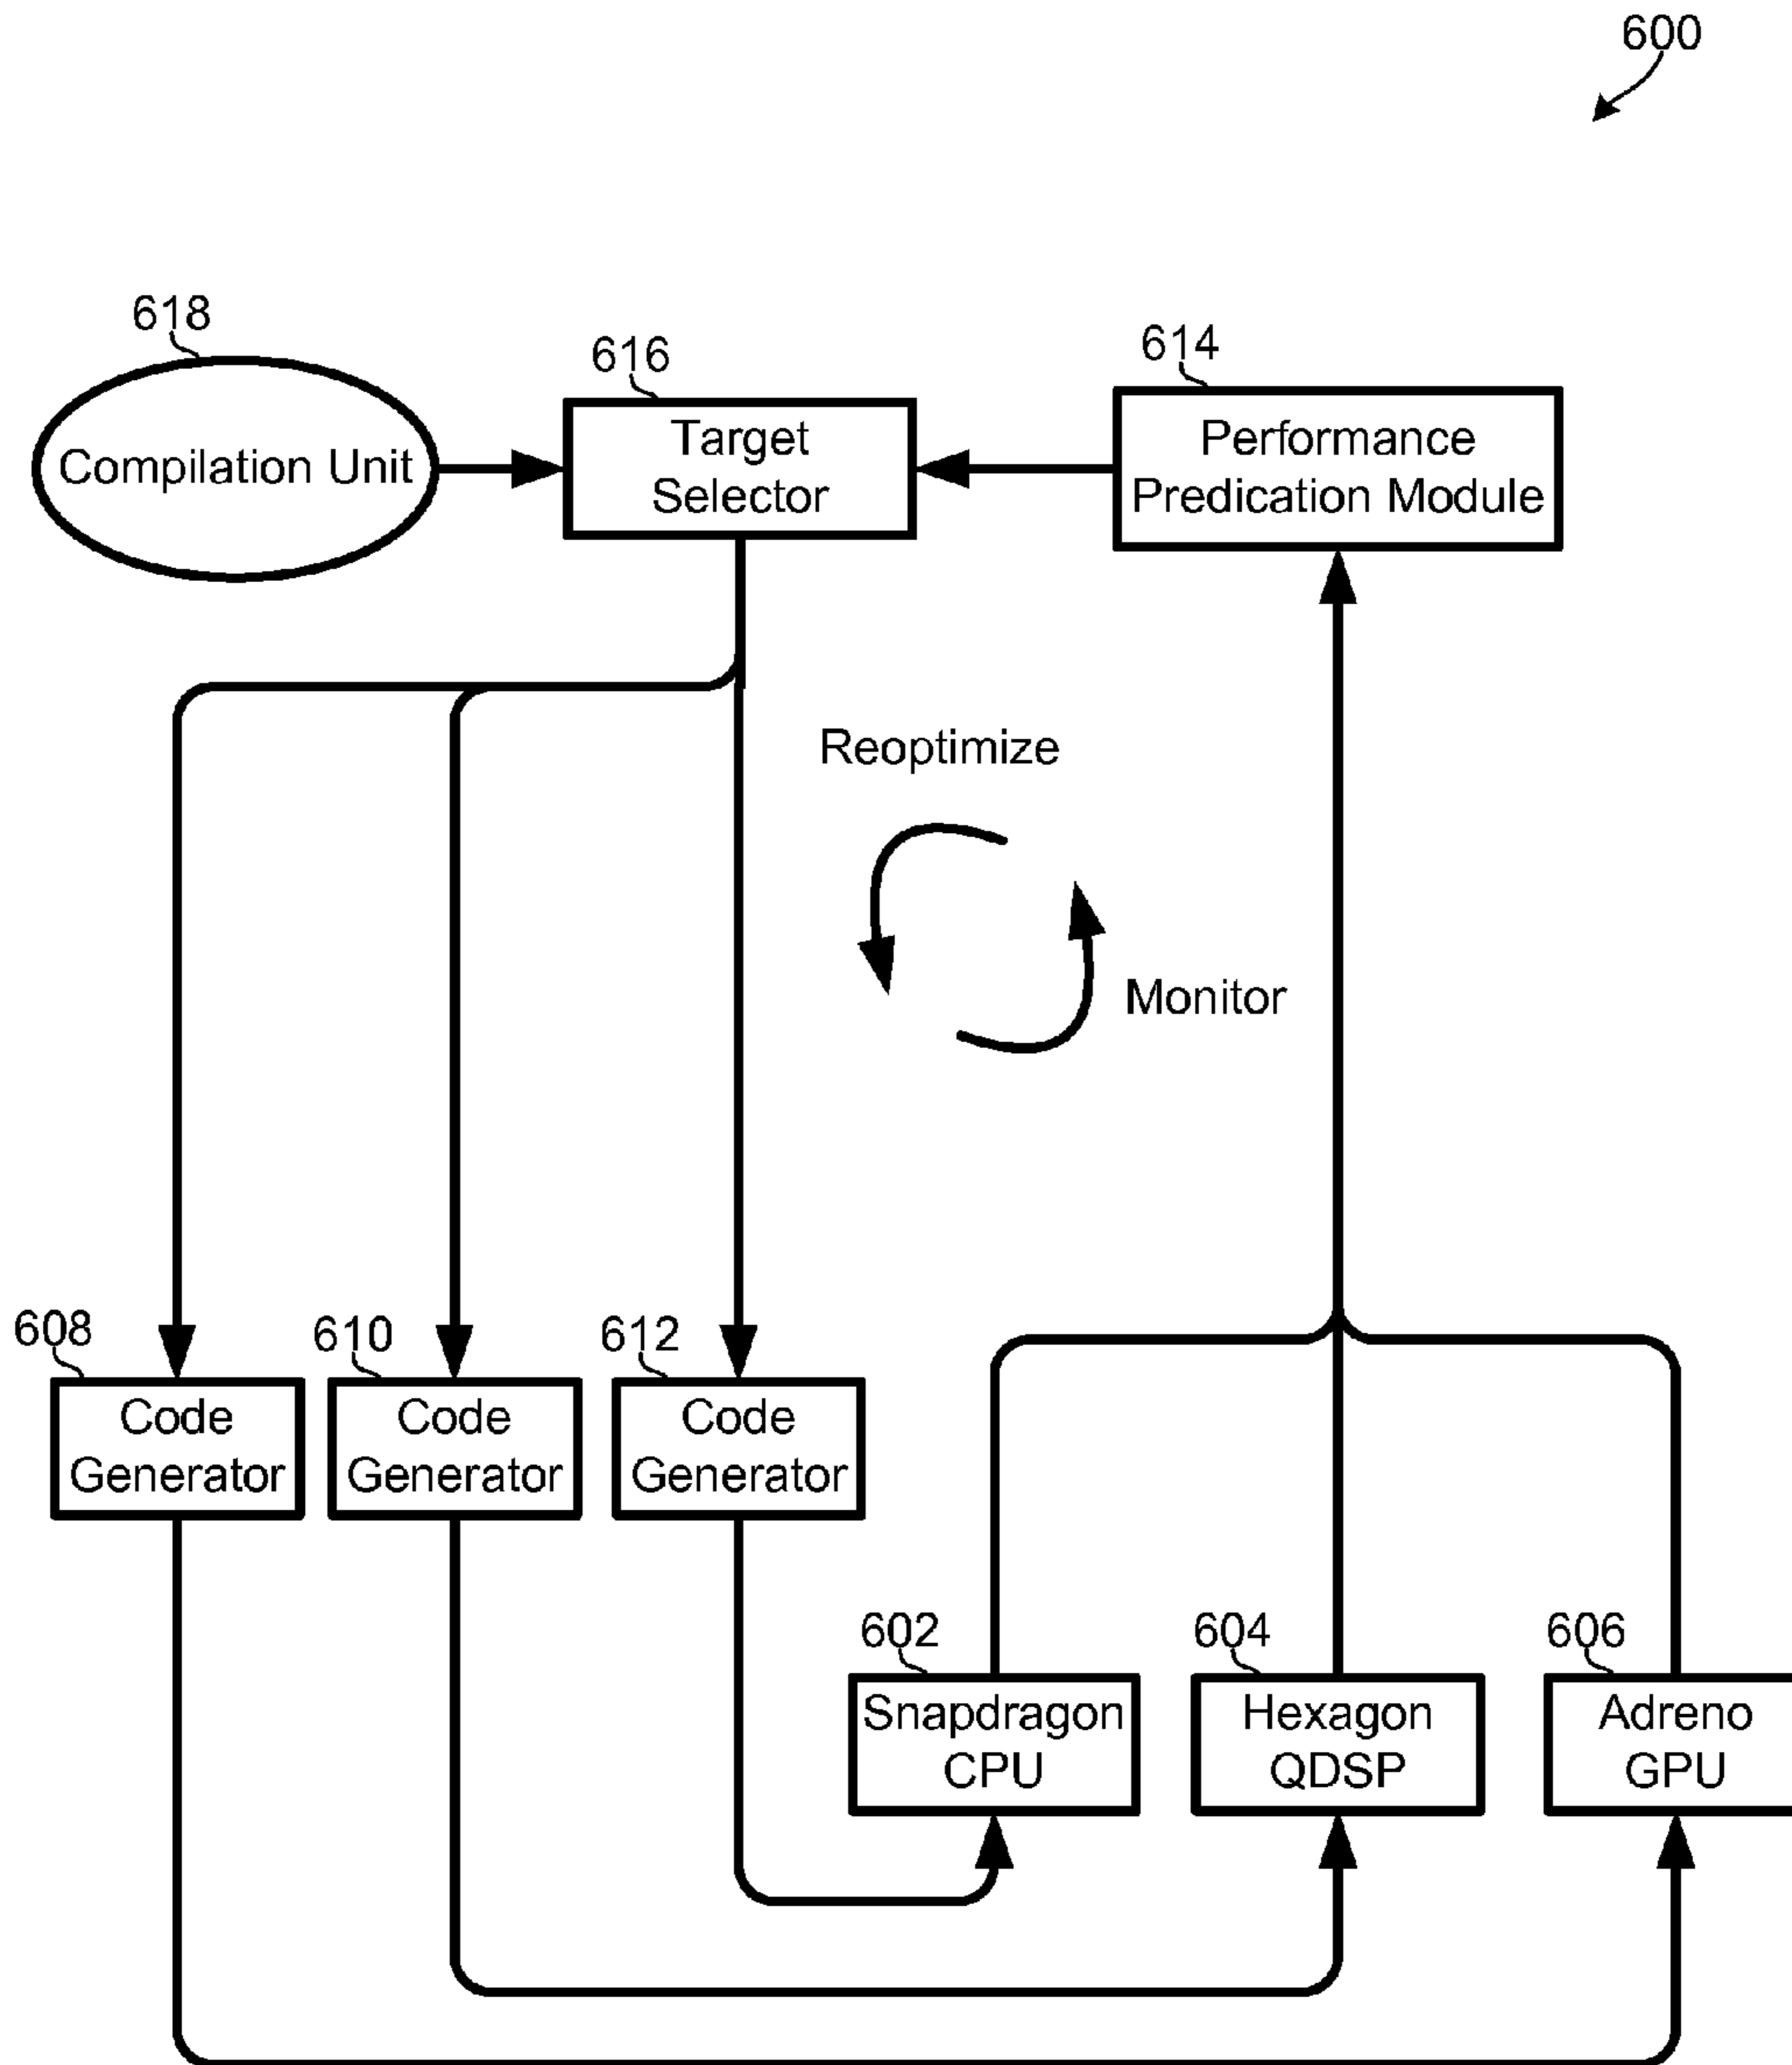 600
618
616
614
Compilation Unit
Target
Selector
Performance
Predication Module
Reoptimize
Monitor
608
610
612
Code
Generator
Code
Generator
Code
Generator
602
604
606
Snapdragon
CPU
Hexagon
QDSP
Adreno
GPU